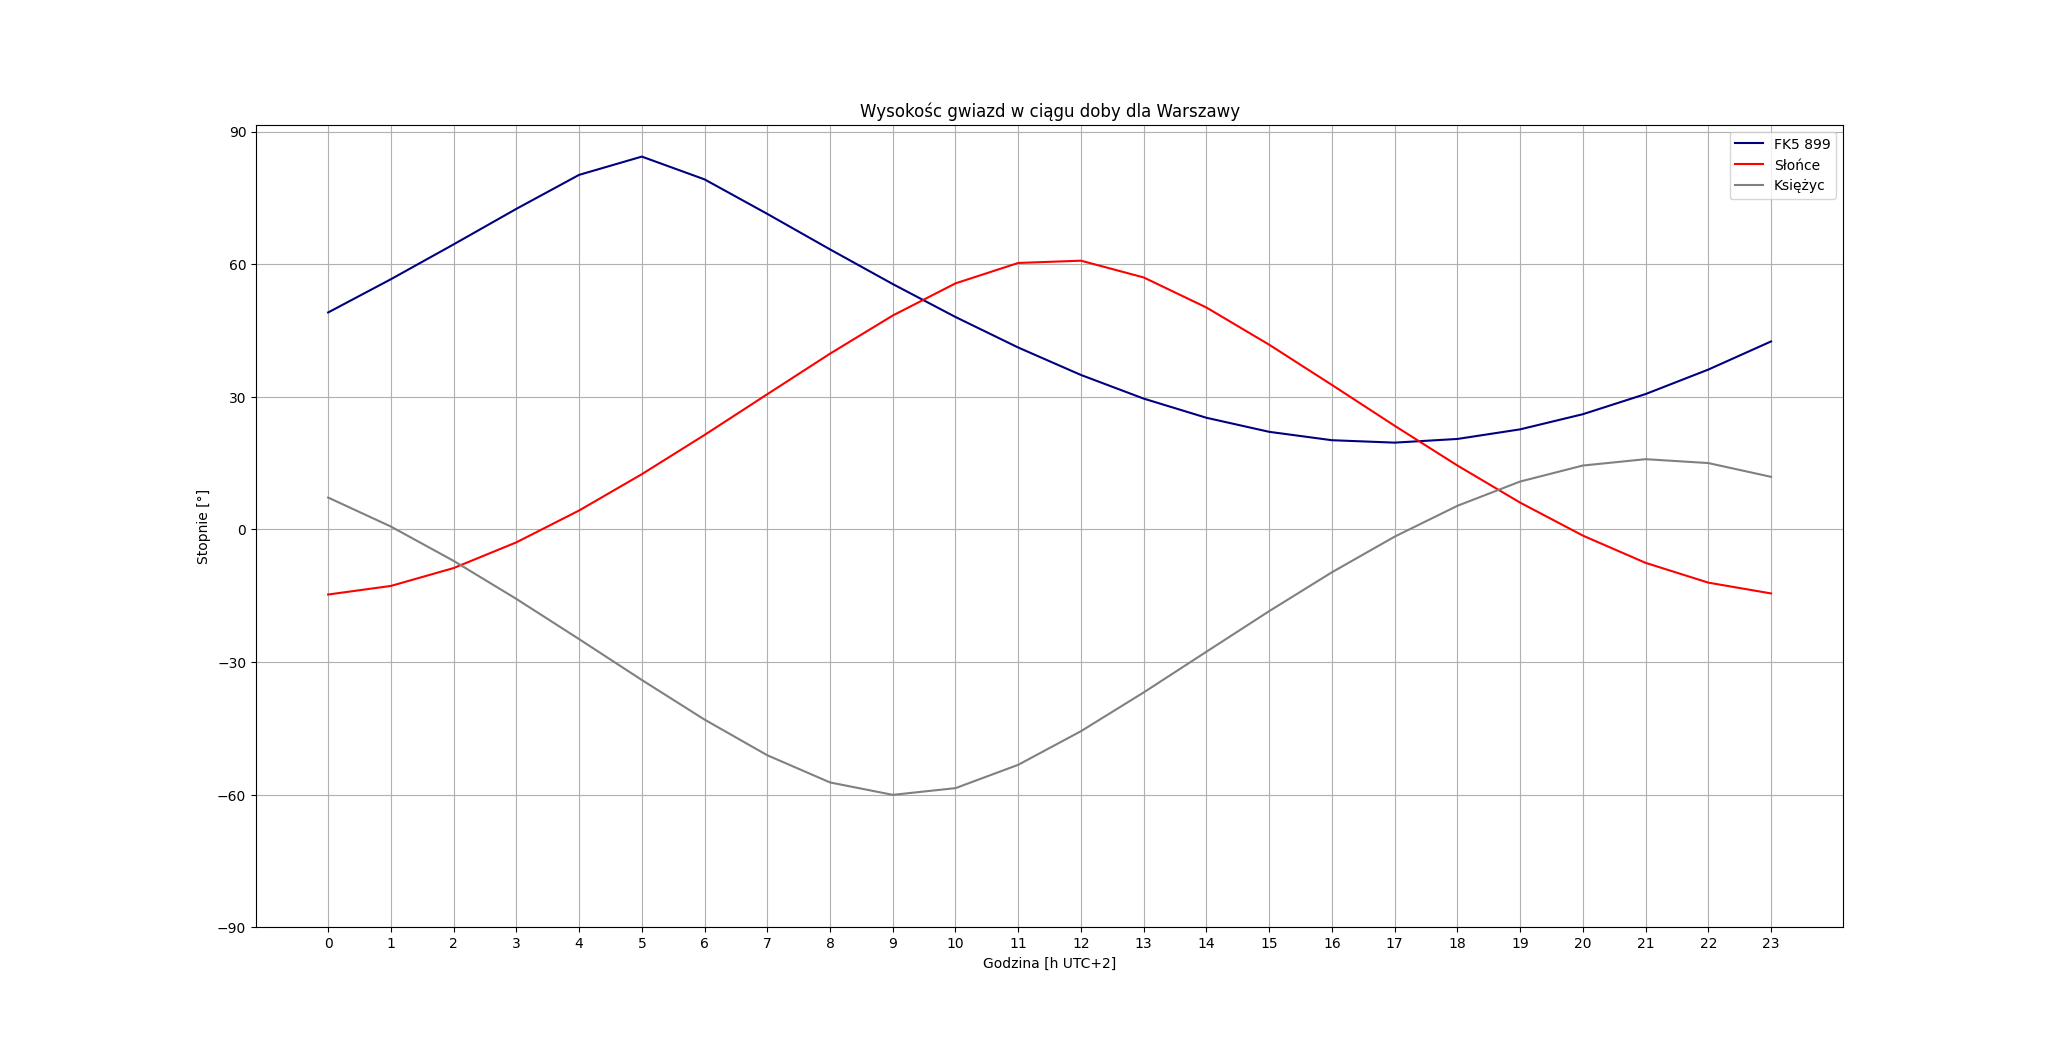 Wysokośc gwiazd w ciągu doby dla Warszawy
FK5 899
Słońce
Księżyc
90
60
30
0
−30
−60
−90
Stopnie [°]
0 1 2 3 4 5 6 7 8 9 10 11 12 13 14 15 16 17 18 19 20 21 22 23
Godzina [h UTC+2]